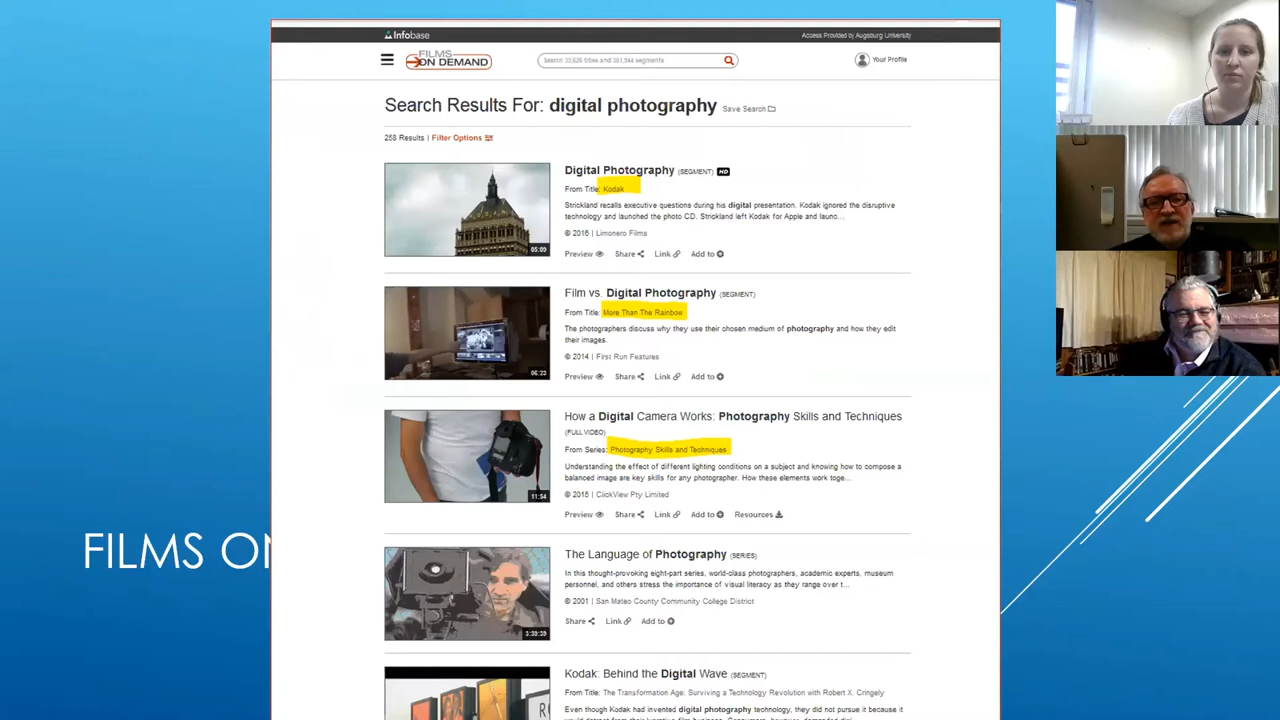 Infobase
Access Provided by Augsburg University
FILMS
ON DEMAND
Search 33,626 titles and 381,944 segments
Your Profile
Search Results For: digital photography Save Search
258 Results | Filter Options
Digital Photography (SEGMENT) HD
From Title: Kodak
Strickland recalls executive questions during his digital presentation. Kodak ignored the disruptive
technology and launched the photo CD. Strickland left Kodak for Apple and launc...
© 2016 | Limonero Films
05:09
Preview Share Link Add to
Film vs. Digital Photography (SEGMENT)
From Title: More Than The Rainbow
The photographers discuss why they use their chosen medium of photography and how they edit
their images.
© 2014 | First Run Features
06:23
Preview Share Link Add to
How a Digital Camera Works: Photography Skills and Techniques
(FULL VIDEO)
From Series: Photography Skills and Techniques
Understanding the effect of different lighting conditions on a subject and knowing how to compose a
balanced image are key skills for any photographer. How these elements work toge...
© 2016 | ClickView Pty Limited
11:54
Preview Share Link Add to Resources
FILMS ON
The Language of Photography (SERIES)
In this thought-provoking eight-part series, world-class photographers, academic experts, museum
personnel, and others stress the importance of visual literacy as they range over t...
© 2001 | San Mateo County Community College District
3:39:39
Share Link Add to
Kodak: Behind the Digital Wave (SEGMENT)
From Title: The Transformation Age: Surviving a Technology Revolution with Robert X. Cringely
Even though Kodak had invented digital photography technology, they did not pursue it because it